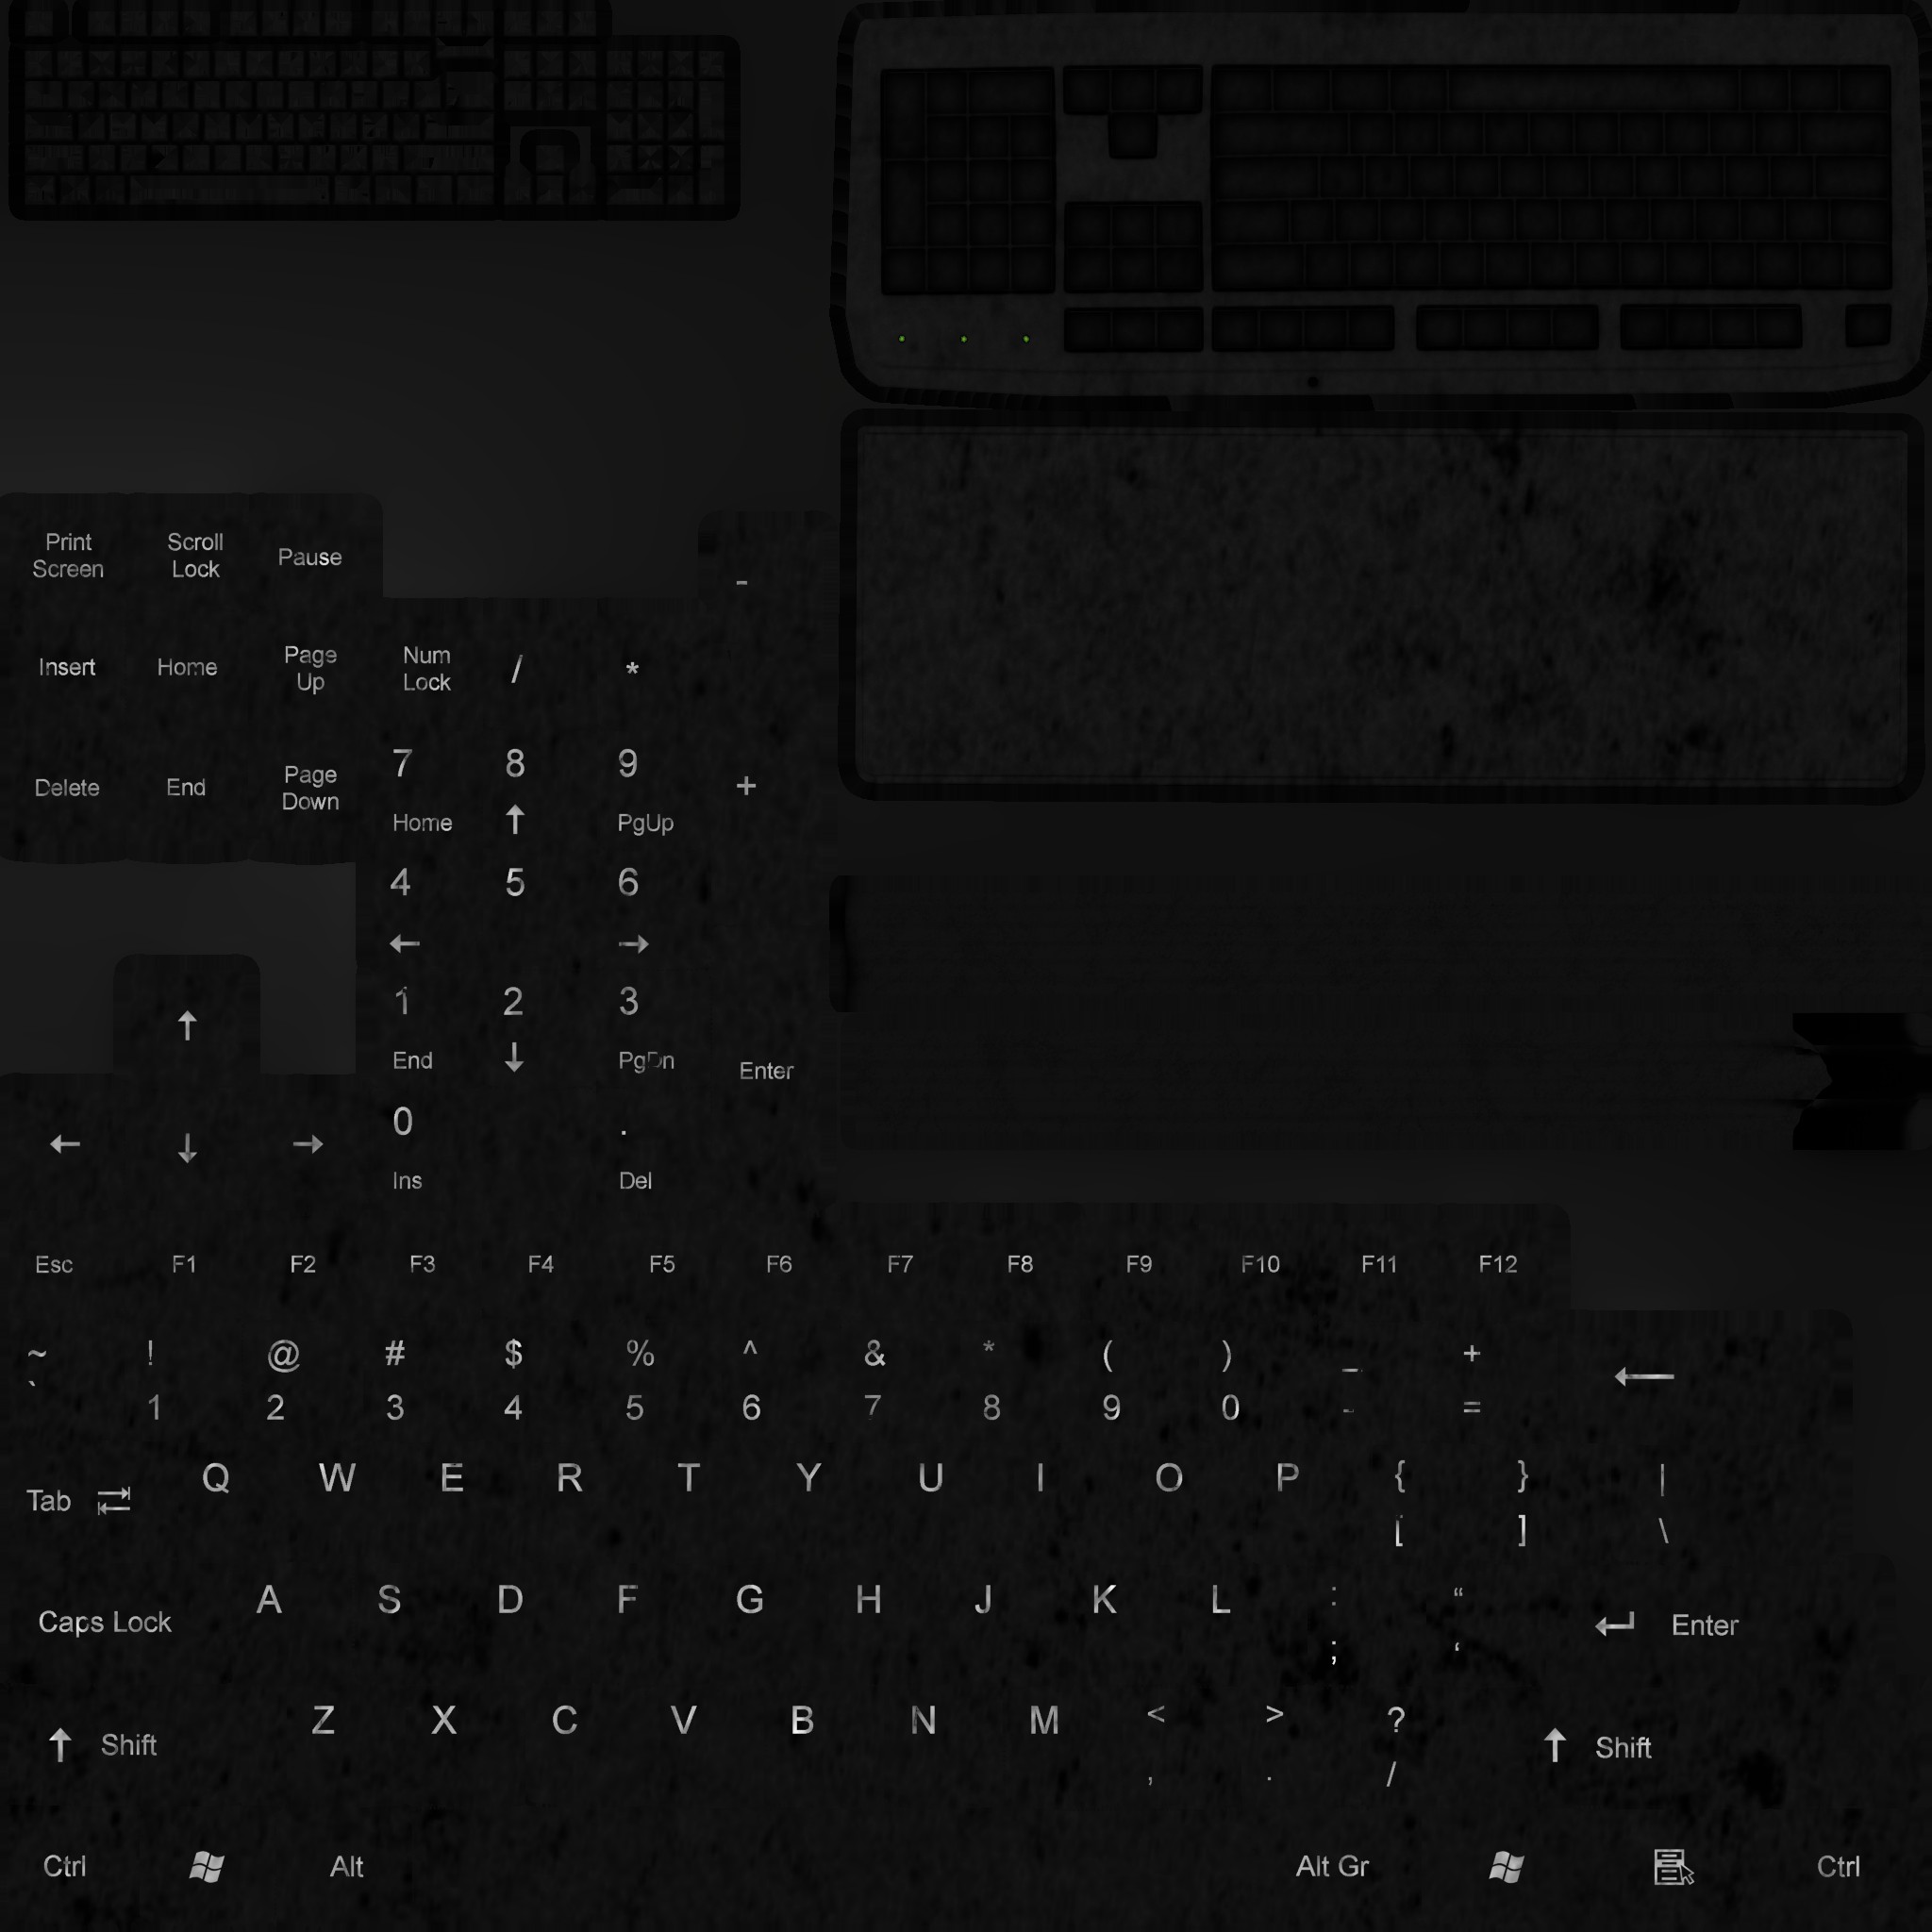 Print Screen
Scroll Lock
Pause
-
Insert
Home
Page Up
Num Lock
/
*
Delete
End
Page Down
7 Home
8 ↑
9 PgUp
+
4 ←
5
6 →
1 End
2 ↓
3 PgDn
Enter
↑
← ↓ →
0 Ins
. Del
Esc F1 F2 F3 F4 F5 F6 F7 F8 F9 F10 F11 F12
~ ! @ # $ % ^ & * ( ) _ + ←
` 1 2 3 4 5 6 7 8 9 0 - =
Q W E R T Y U I O P { } |
Tab [ ] \
A S D F G H J K L : “
Caps Lock ; ‘ Enter
Z X C V B N M < > ?
↑ Shift , . / ↑ Shift
Ctrl Alt Alt Gr Ctrl